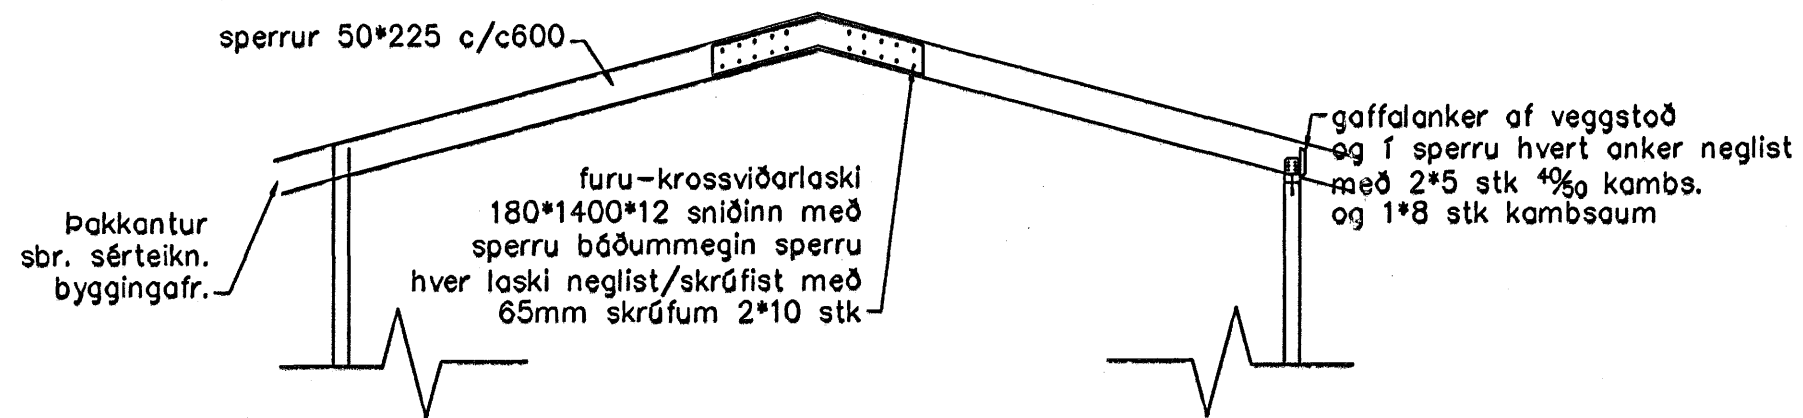 sperrur 50*225 c/c600
gaffalanker af veggstoð
og í sperru hvert anker neglist
með 2*5 stk 40/50 kambs.
og 1*8 stk kambsaum
furu-krossviðarlaski
180*1400*12 sniðinn með
sperru báðummegin sperru
hver laski neglist/skrúfist með
65mm skrúfum 2*10 stk
Þakkantur
sbr. sérteikn.
byggingafr.